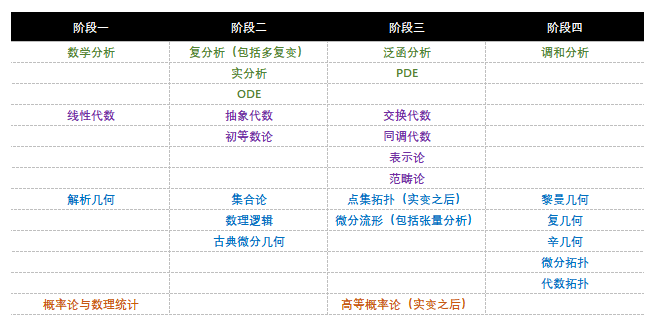 阶段一 阶段二 阶段三 阶段四
数学分析 复分析（包括多复变） 泛函分析 调和分析
实分析 PDE
ODE
线性代数 抽象代数 交换代数
初等数论 同调代数
表示论
范畴论
解析几何 集合论 点集拓扑（实变之后） 黎曼几何
数理逻辑 微分流形（包括张量分析） 复几何
古典微分几何 辛几何
微分拓扑
代数拓扑
概率论与数理统计 高等概率论（实变之后）